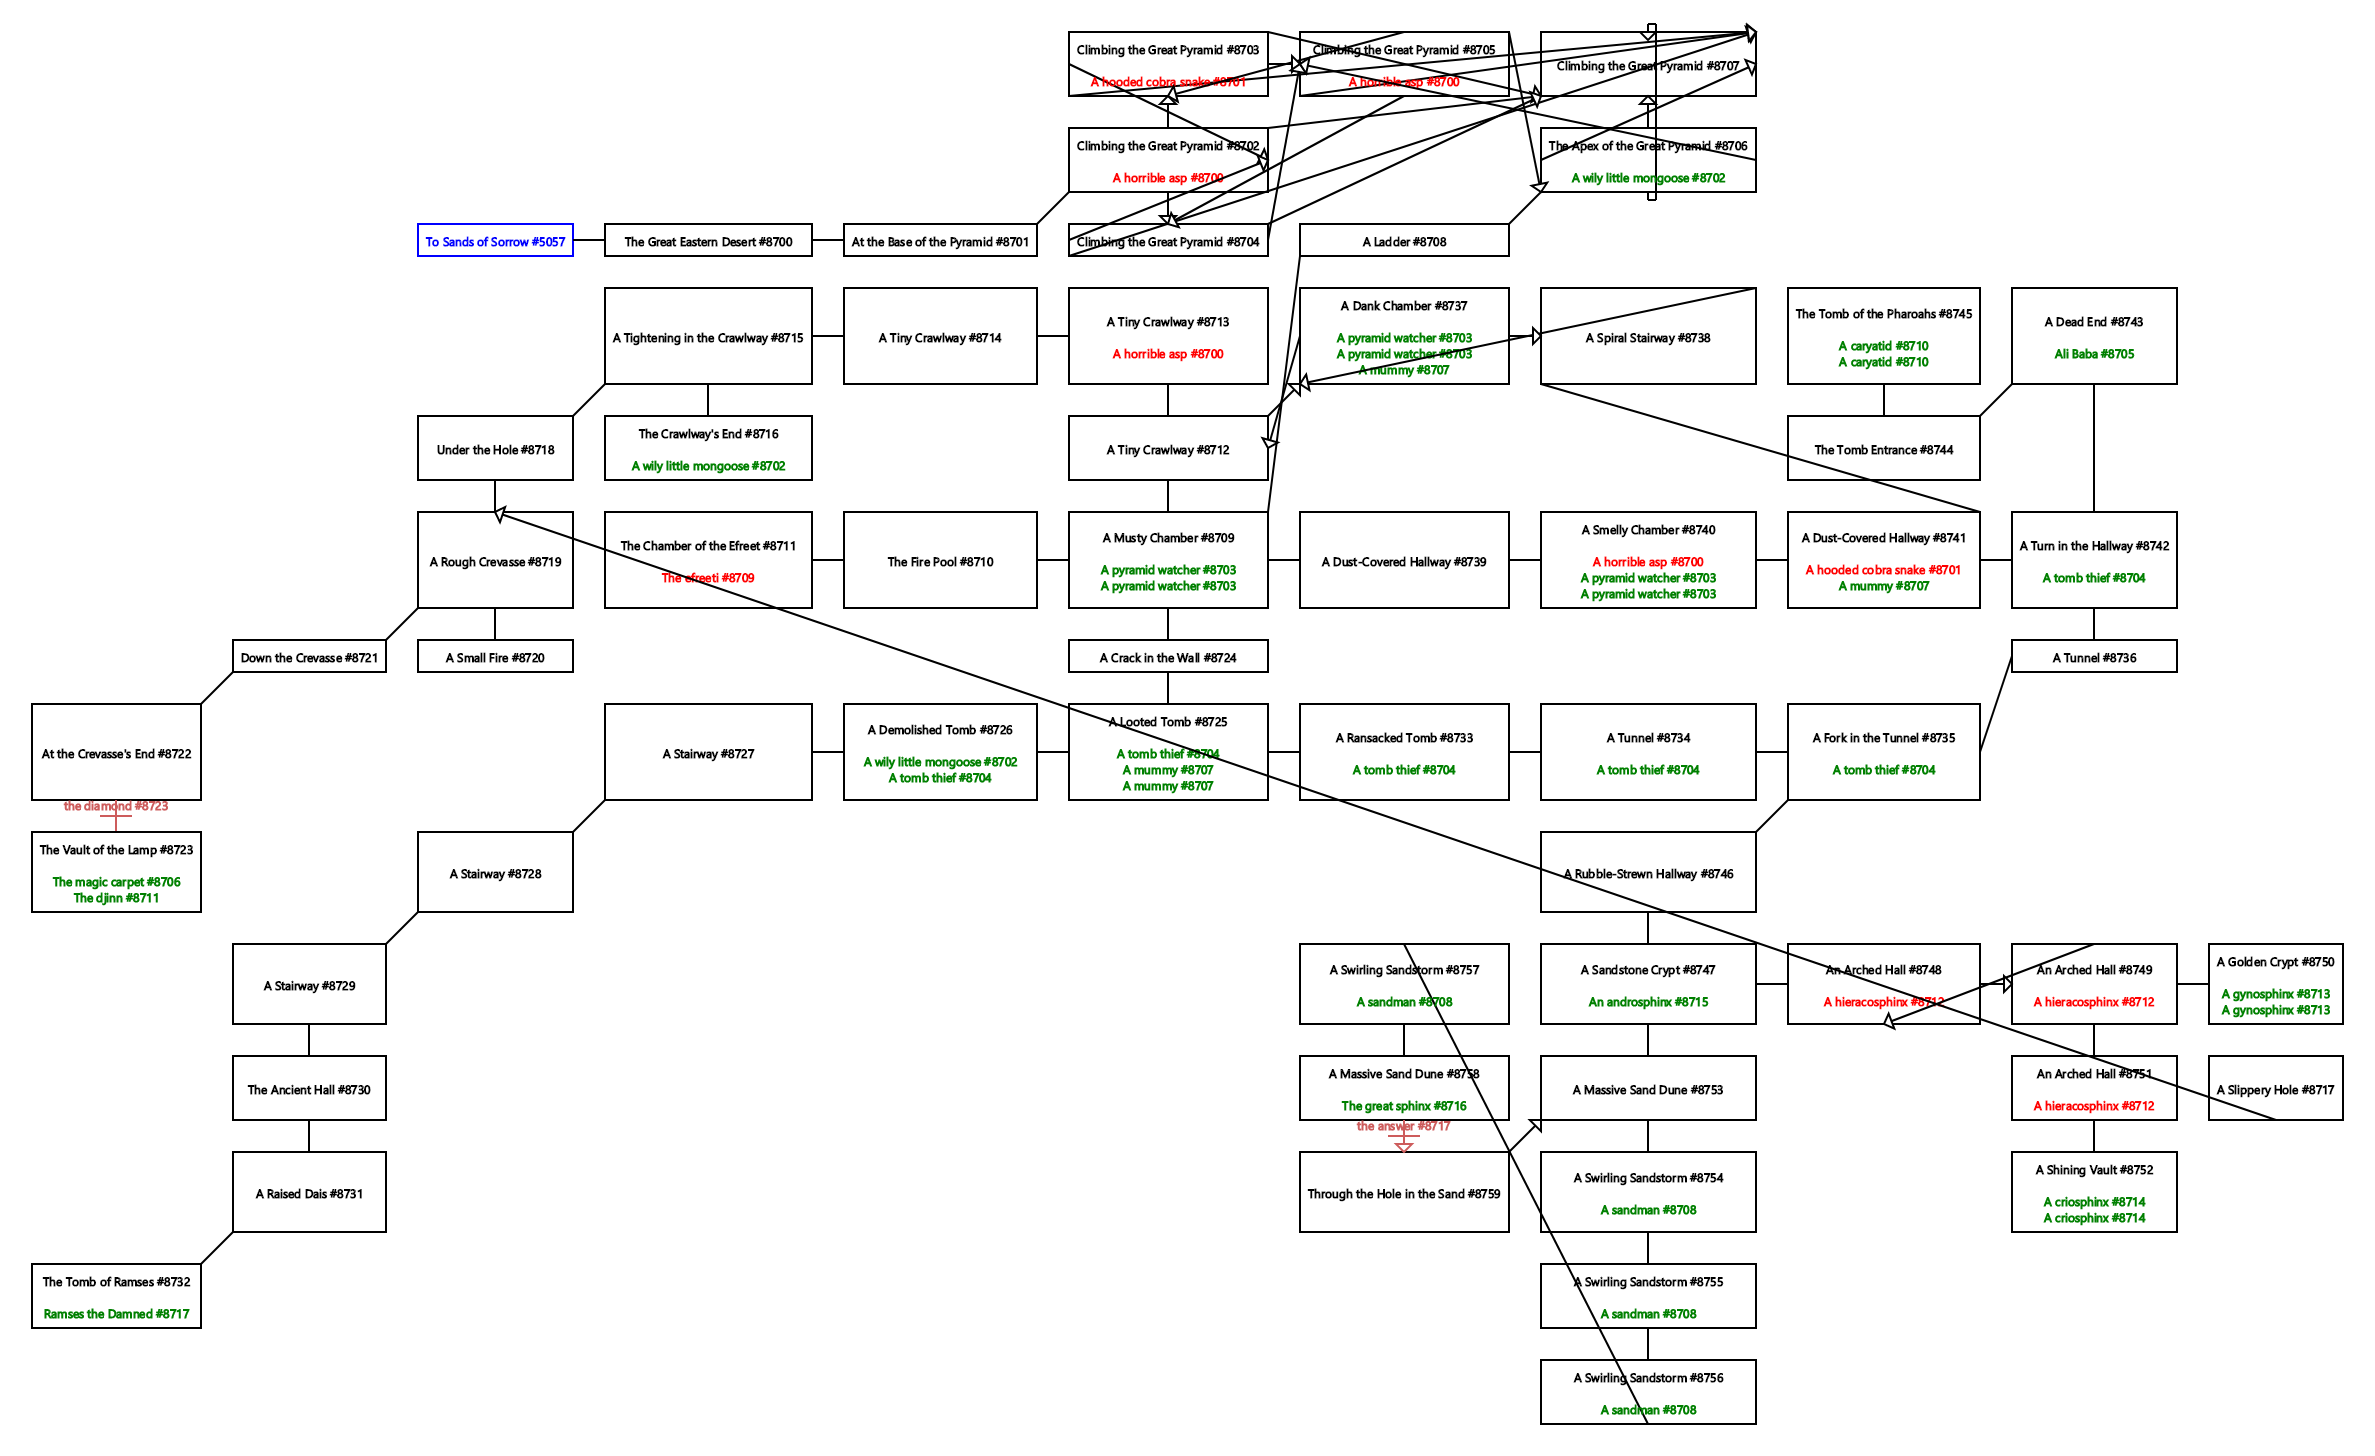 Climbing the Great Pyramid #8703
A hooded cobra snake #8701
Climbing the Great Pyramid #8705
A horrible asp #8700
Climbing the Great Pyramid #8707
Climbing the Great Pyramid #8702
A horrible asp #8700
The Apex of the Great Pyramid #8706
A wily little mongoose #8702
To Sands of Sorrow #5057
The Great Eastern Desert #8700
At the Base of the Pyramid #8701
Climbing the Great Pyramid #8704
A Ladder #8708
A Tightening in the Crawlway #8715
A Tiny Crawlway #8714
A Tiny Crawlway #8713
A horrible asp #8700
A Dank Chamber #8737
A pyramid watcher #8703
A pyramid watcher #8703
A mummy #8707
A Spiral Stairway #8738
The Tomb of the Pharoahs #8745
A caryatid #8710
A caryatid #8710
A Dead End #8743
Ali Baba #8705
Under the Hole #8718
The Crawlway's End #8716
A wily little mongoose #8702
A Tiny Crawlway #8712
The Tomb Entrance #8744
A Rough Crevasse #8719
The Chamber of the Efreet #8711
The efreeti #8709
The Fire Pool #8710
A Musty Chamber #8709
A pyramid watcher #8703
A pyramid watcher #8703
A Dust-Covered Hallway #8739
A Smelly Chamber #8740
A horrible asp #8700
A pyramid watcher #8703
A pyramid watcher #8703
A Dust-Covered Hallway #8741
A hooded cobra snake #8701
A mummy #8707
A Turn in the Hallway #8742
A tomb thief #8704
Down the Crevasse #8721
A Small Fire #8720
A Crack in the Wall #8724
A Tunnel #8736
At the Crevasse's End #8722
the diamond #8723
A Stairway #8727
A Demolished Tomb #8726
A wily little mongoose #8702
A tomb thief #8704
A Looted Tomb #8725
A tomb thief #8704
A mummy #8707
A mummy #8707
A Ransacked Tomb #8733
A tomb thief #8704
A Tunnel #8734
A tomb thief #8704
A Fork in the Tunnel #8735
A tomb thief #8704
The Vault of the Lamp #8723
The magic carpet #8706
The djinn #8711
A Stairway #8728
A Rubble-Strewn Hallway #8746
A Stairway #8729
A Swirling Sandstorm #8757
A sandman #8708
A Sandstone Crypt #8747
An androsphinx #8715
An Arched Hall #8748
A hieracosphinx #8712
An Arched Hall #8749
A hieracosphinx #8712
A Golden Crypt #8750
A gynosphinx #8713
A gynosphinx #8713
The Ancient Hall #8730
A Massive Sand Dune #8758
The great sphinx #8716
the answer #8717
A Massive Sand Dune #8753
An Arched Hall #8751
A hieracosphinx #8712
A Slippery Hole #8717
A Raised Dais #8731
Through the Hole in the Sand #8759
A Swirling Sandstorm #8754
A sandman #8708
A Shining Vault #8752
A criosphinx #8714
A criosphinx #8714
The Tomb of Ramses #8732
Ramses the Damned #8717
A Swirling Sandstorm #8755
A sandman #8708
A Swirling Sandstorm #8756
A sandman #8708